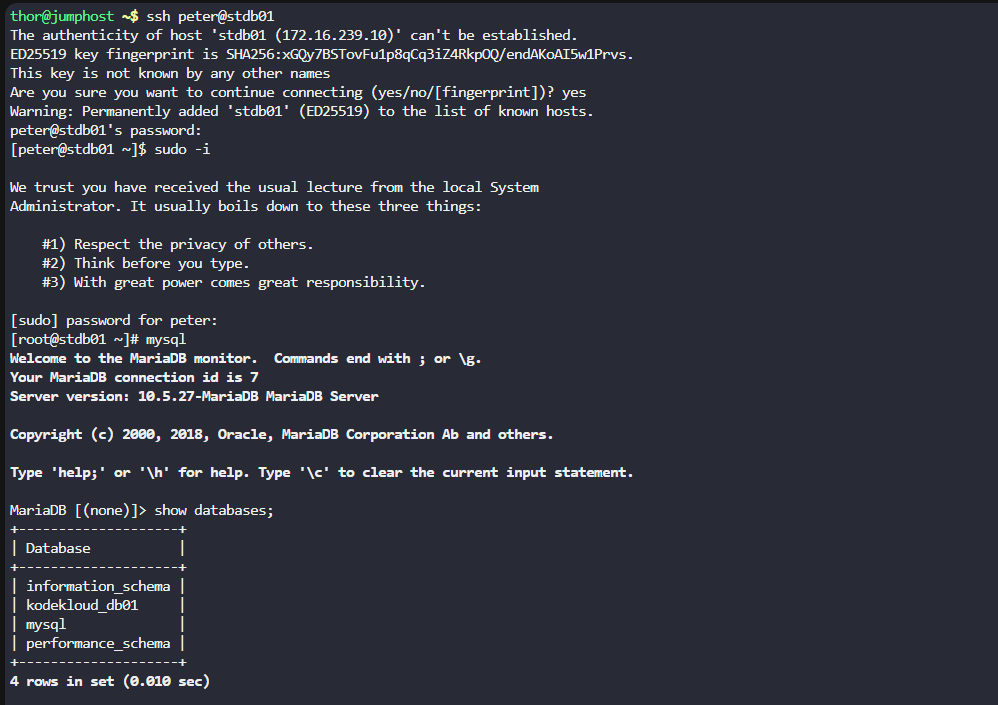 thor@jumphost ~$ ssh peter@stdb01
The authenticity of host 'stdb01 (172.16.239.10)' can't be established.
ED25519 key fingerprint is SHA256:xGQy7BSTovFu1p8qCq3iZ4RkpOQ/endAKoAI5w1Prvs.
This key is not known by any other names
Are you sure you want to continue connecting (yes/no/[fingerprint])? yes
Warning: Permanently added 'stdb01' (ED25519) to the list of known hosts.
peter@stdb01's password:
[peter@stdb01 ~]$ sudo -i

We trust you have received the usual lecture from the local System
Administrator. It usually boils down to these three things:

    #1) Respect the privacy of others.
    #2) Think before you type.
    #3) With great power comes great responsibility.

[sudo] password for peter:
[root@stdb01 ~]# mysql
Welcome to the MariaDB monitor.  Commands end with ; or \g.
Your MariaDB connection id is 7
Server version: 10.5.27-MariaDB MariaDB Server

Copyright (c) 2000, 2018, Oracle, MariaDB Corporation Ab and others.

Type 'help;' or '\h' for help. Type '\c' to clear the current input statement.

MariaDB [(none)]> show databases;
+--------------------+
| Database           |
+--------------------+
| information_schema |
| kodekloud_db01     |
| mysql              |
| performance_schema |
+--------------------+
4 rows in set (0.010 sec)